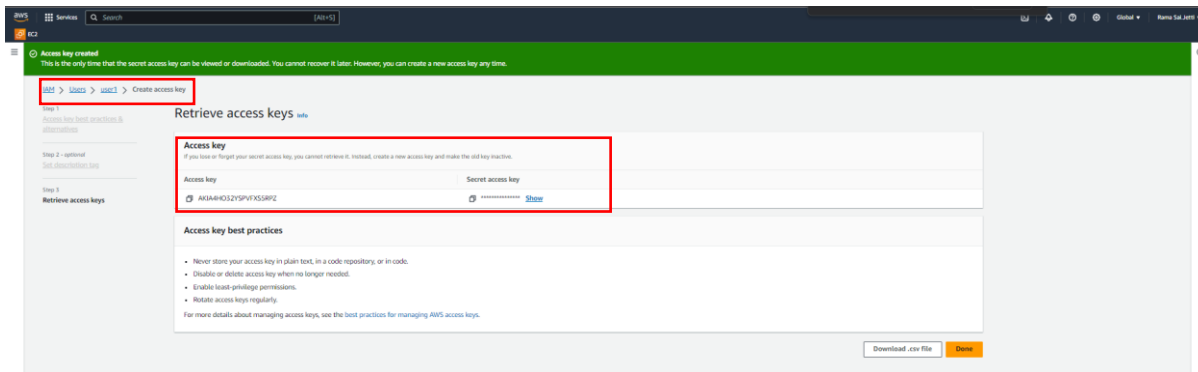 aws Services Search [Alt+S] Global Ramu Sai Jetti
EC2
Access key created
This is the only time that the secret access key can be viewed or downloaded. You cannot recover it later. However, you can create a new access key any time.
IAM > Users > user1 > Create access key
Step 1
Access key best practices & alternatives
Step 2 - optional
Set description tag
Step 3
Retrieve access keys
Retrieve access keys Info
Access key
If you lose or forget your secret access key, you cannot retrieve it. Instead, create a new access key and make the old key inactive.
Access key Secret access key
*************** Show
Access key best practices
• Never store your access key in plain text, in a code repository, or in code.
• Disable or delete access key when no longer needed.
• Enable least-privilege permissions.
• Rotate access keys regularly.
For more details about managing access keys, see the best practices for managing AWS access keys.
Download .csv file Done